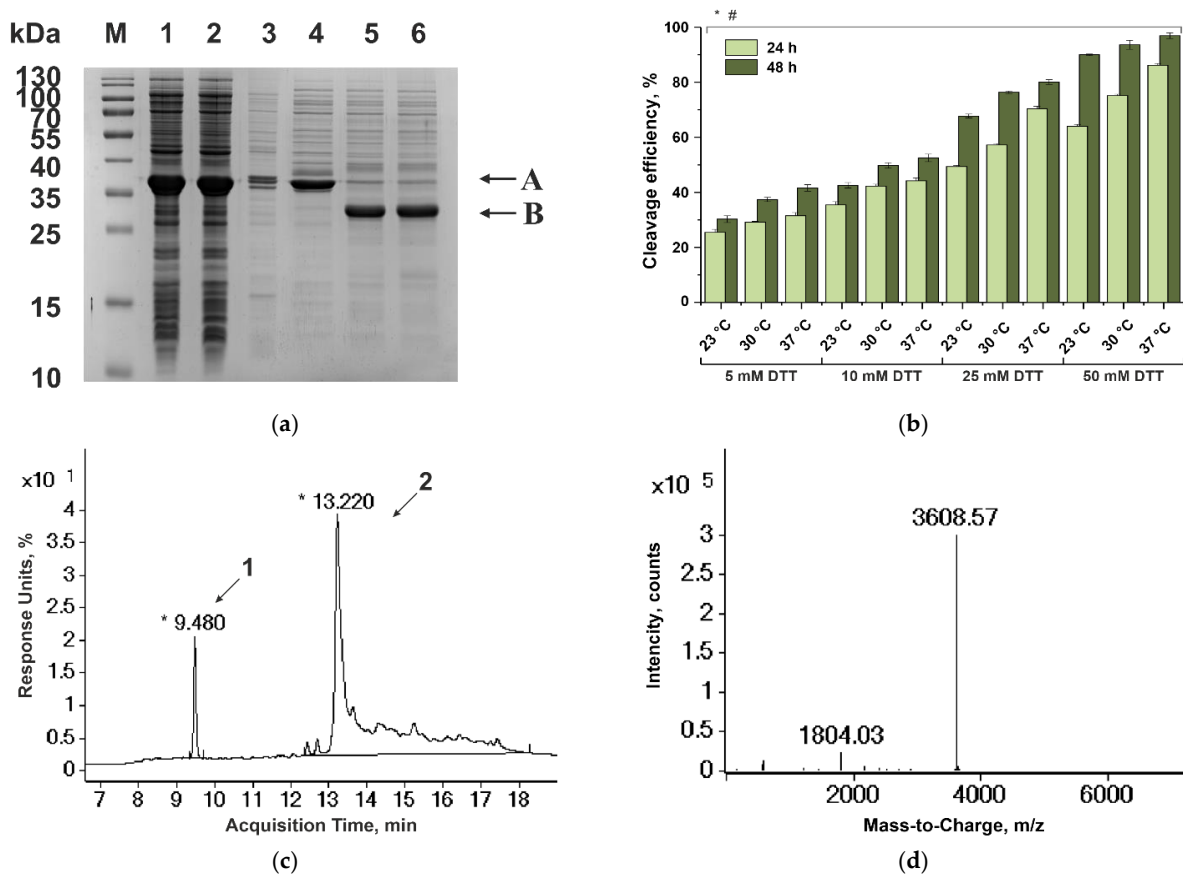 kDa M 1 2 3 4 5 6
130
100
70
55
40
35
25
15
10
A
B
(a)
* #
24 h
48 h
Cleavage efficiency, %
100
80
60
40
20
0
23 °C 30 °C 37 °C 23 °C 30 °C 37 °C 23 °C 30 °C 37 °C 23 °C 30 °C 37 °C
5 mM DTT 10 mM DTT 25 mM DTT 50 mM DTT
(b)
x10 1
Response Units, %
4
3.5
3
2.5
2
1.5
1
0.5
0
* 9.480
1
* 13.220
2
7 8 9 10 11 12 13 14 15 16 17 18
Acquisition Time, min
(c)
x10 5
Intencity, counts
3
2.5
2
1.5
1
0.5
0
3608.57
1804.03
2000 4000 6000
Mass-to-Charge, m/z
(d)